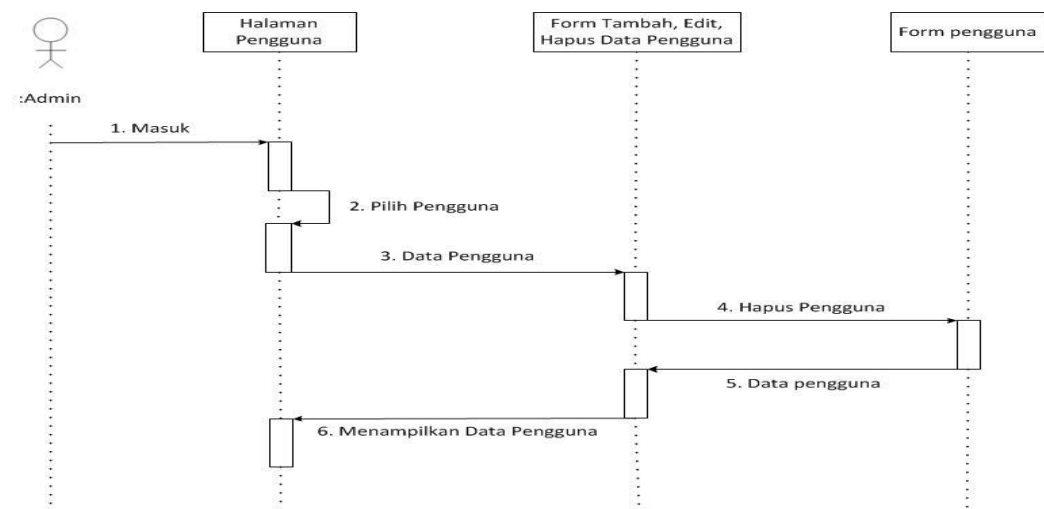 Halaman
Pengguna
Form Tambah, Edit,
Hapus Data Pengguna
Form pengguna
:Admin
1. Masuk
2. Pilih Pengguna
3. Data Pengguna
4. Hapus Pengguna
5. Data pengguna
6. Menampilkan Data Pengguna